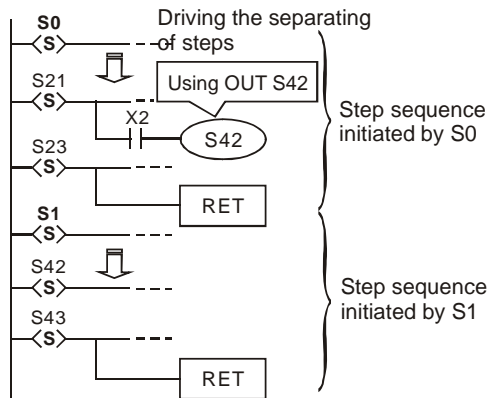 S0
S
Driving the separating
of steps
S21
S
Using OUT S42
X2
S42
Step sequence
initiated by S0
S23
S
RET
S1
S
S42
S
Step sequence
initiated by S1
S43
S
RET